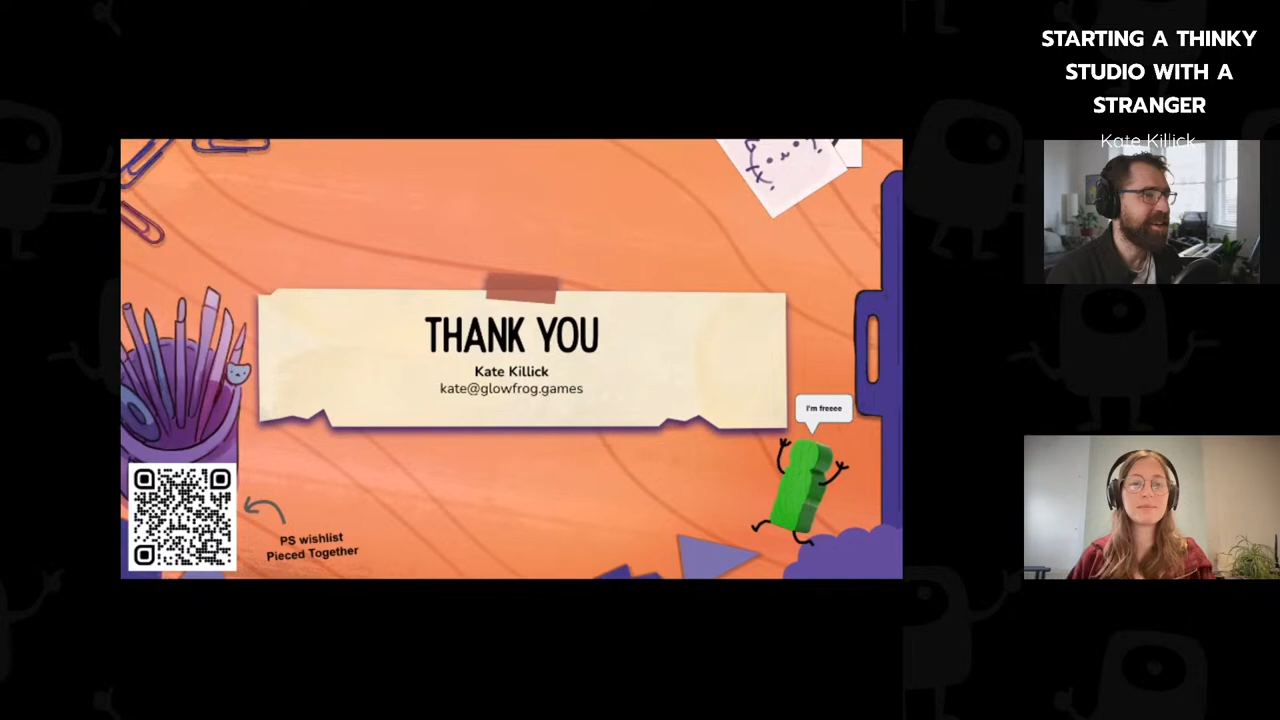 STARTING A THINKY
STUDIO WITH A
STRANGER
Kate Killick
THANK YOU
Kate Killick
kate@glowfrog.games
I'm freeee
PS wishlist
Pieced Together